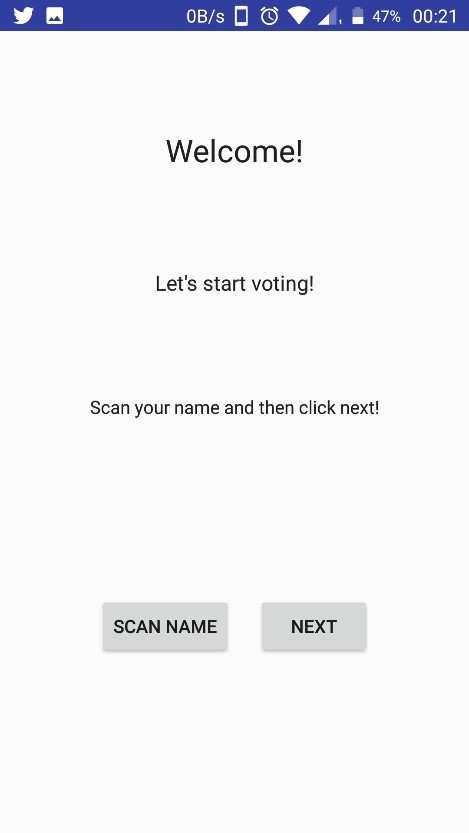 0B/s 47% 00:21
Welcome!
Let's start voting!
Scan your name and then click next!
SCAN NAME NEXT